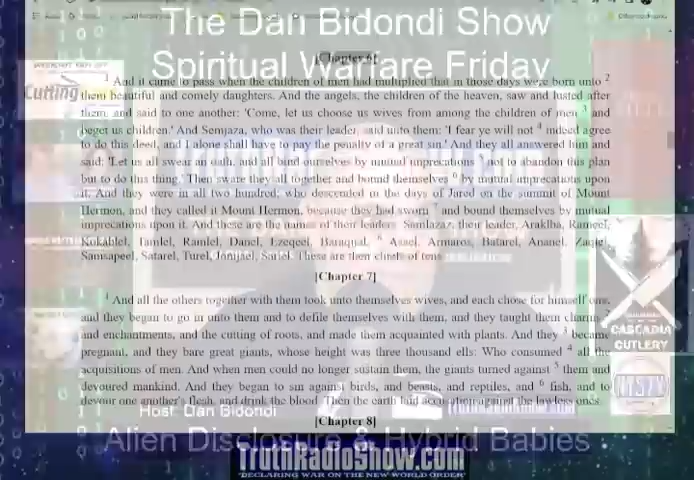 The Dan Bidondi Show
Spiritual Warfare Friday
[Chapter 6]
1 And it came to pass when the children of men had multiplied that in those days were born unto 2
them beautiful and comely daughters. And the angels, the children of the heaven, saw and lusted after
them, and said to one another: 'Come, let us choose us wives from among the children of men 3 and
beget us children.' And Semjaza, who was their leader, said unto them: 'I fear ye will not 4 indeed agree
to do this deed, and I alone shall have to pay the penalty of a great sin.' And they all answered him and
said: 'Let us all swear an oath, and all bind ourselves by mutual imprecations 5 not to abandon this plan
but to do this thing.' Then sware they all together and bound themselves 6 by mutual imprecations upon
it. And they were in all two hundred; who descended in the days of Jared on the summit of Mount
Hermon, and they called it Mount Hermon, because they had sworn 7 and bound themselves by mutual
imprecations upon it. And these are the names of their leaders: Samlazaz, their leader, Araklba, Rameel,
Kokablel, Tamlel, Ramlel, Danel, Ezeqeel, Baraqijal, 8 Asael, Armaros, Batarel, Ananel, Zaqiel,
Samsapeel, Satarel, Turel, Jomjael, Sariel. These are their chiefs of tens.
[Chapter 7]
1 And all the others together with them took unto themselves wives, and each chose for himself one,
and they began to go in unto them and to defile themselves with them, and they taught them charms 2
and enchantments, and the cutting of roots, and made them acquainted with plants. And they 3 became
pregnant, and they bare great giants, whose height was three thousand ells: Who consumed 4 all the
acquisitions of men. And when men could no longer sustain them, the giants turned against 5 them and
devoured mankind. And they began to sin against birds, and beasts, and reptiles, and 6 fish, and to
devour one another's flesh, and drink the blood. Then the earth laid accusation against the lawless ones.
[Chapter 8]
Cutting
CASCADIA
CUTLERY
Host: Dan Bidondi
Alien Disclosure & Hybrid Babies
TruthRadioShow.com
"DECLARING WAR ON THE NEW WORLD ORDER"